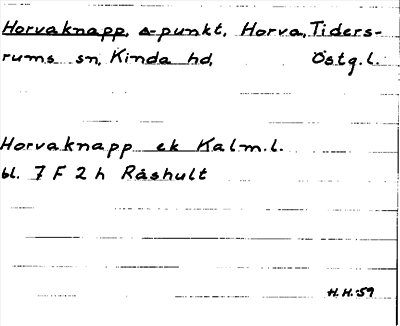 Horvaknapp, △-punkt, Horva, Tiders-
rums sn, Kinda hd, Östg.l.
Horvaknapp ek Kalm.l.
bl. 7 F 2 h Råshult
H.H.-59